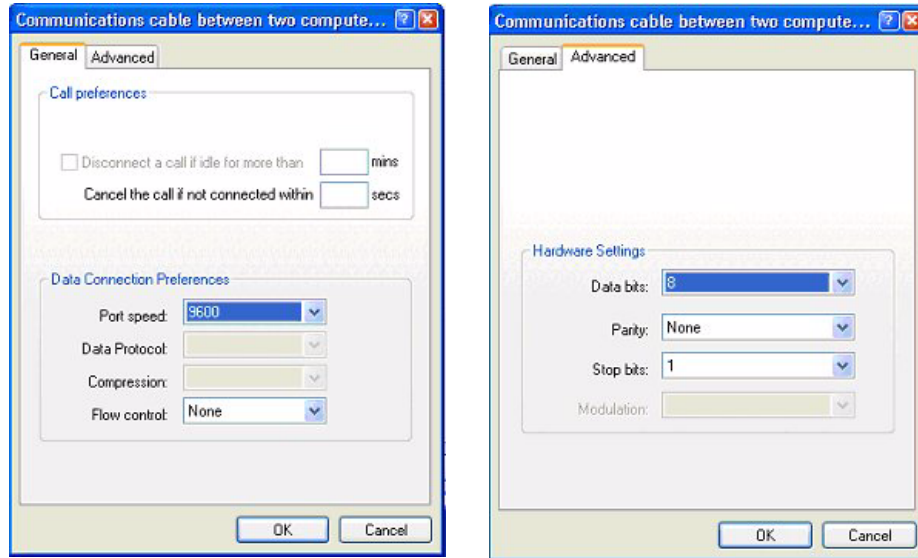 Communications cable between two compute...
General Advanced
Call preferences
Disconnect a call if idle for more than mins
Cancel the call if not connected within secs
Data Connection Preferences
Port speed: 9600
Data Protocol:
Compression:
Flow control: None
OK Cancel
Communications cable between two compute...
General Advanced
Hardware Settings
Data bits: 8
Parity: None
Stop bits: 1
Modulation:
OK Cancel